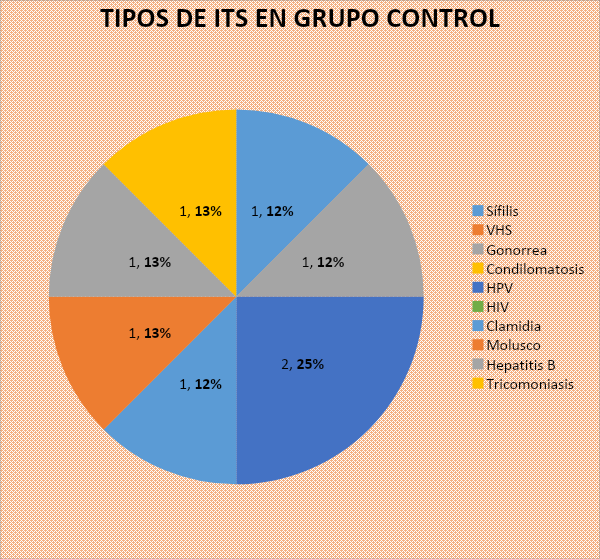 TIPOS DE ITS EN GRUPO CONTROL
1, 13%
1, 12%
1, 13%
1, 12%
1, 13%
2, 25%
1, 12%
Sífilis
VHS
Gonorrea
Condilomatosis
HPV
HIV
Clamidia
Molusco
Hepatitis B
Tricomoniasis